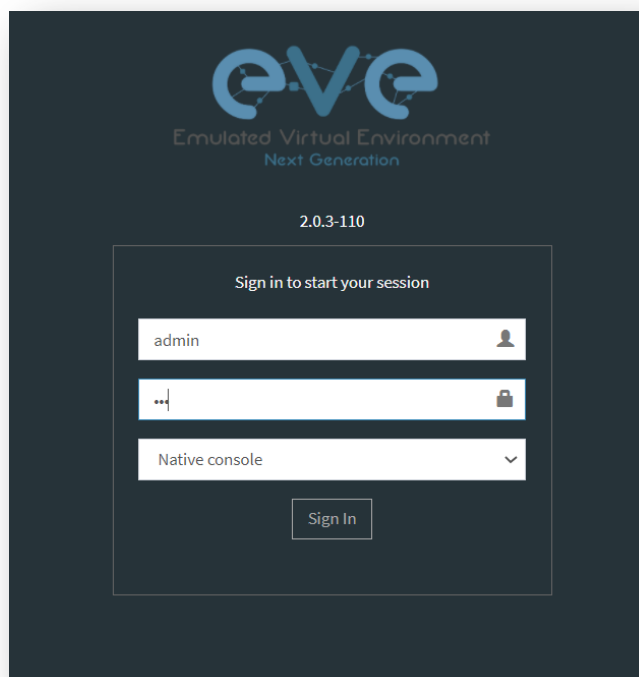 eve
Emulated Virtual Environment
Next Generation
2.0.3-110
Sign in to start your session
admin
•••
Native console
Sign In